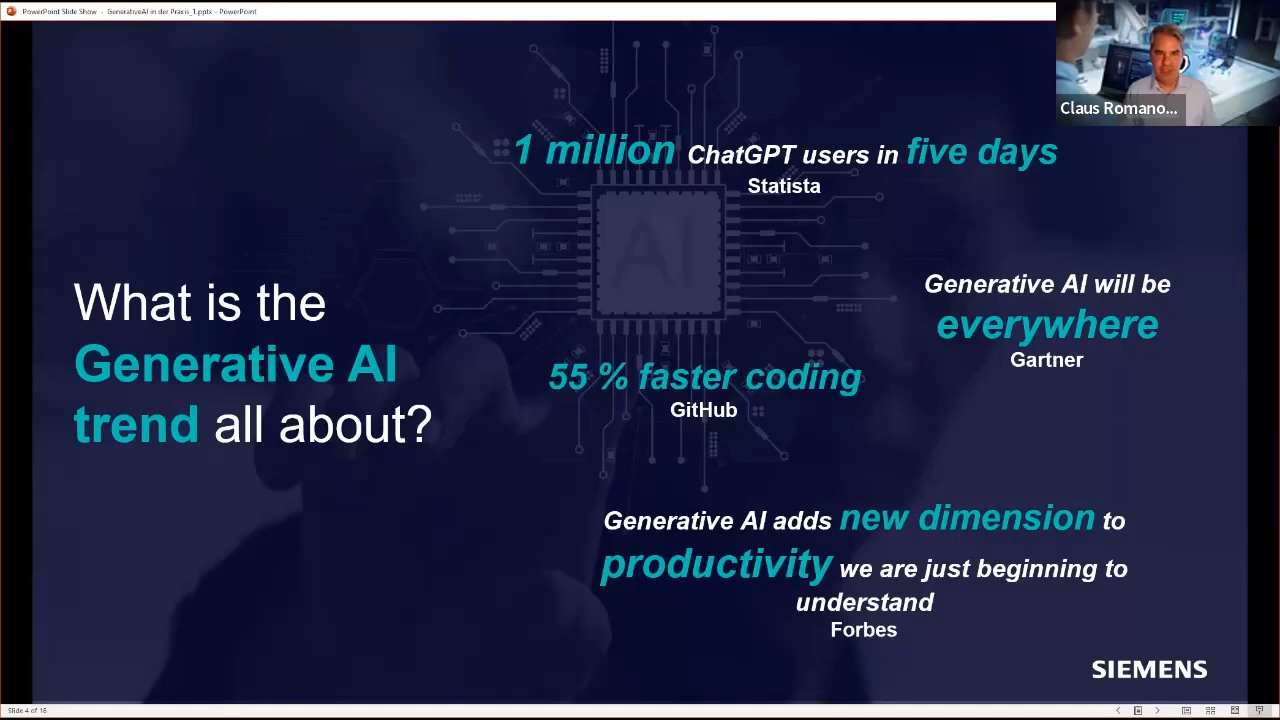 PowerPoint Slide Show - GenerativeAI in der Praxis_1.pptx - PowerPoint
Claus Romano...
1 million ChatGPT users in five days
Statista
AI
What is the
Generative AI
trend all about?
Generative AI will be
everywhere
Gartner
55 % faster coding
GitHub
Generative AI adds new dimension to
productivity we are just beginning to
understand
Forbes
SIEMENS
Slide 4 of 16